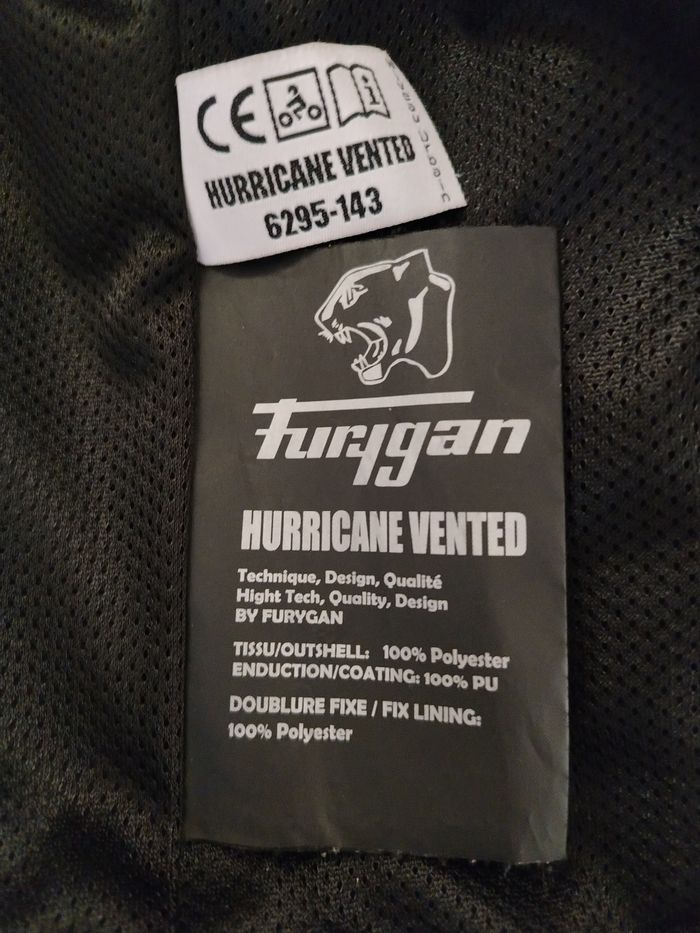 CE
HURRICANE VENTED
6295-143
Furygan
HURRICANE VENTED
Technique, Design, Qualité
Hight Tech, Quality, Design
BY FURYGAN
TISSU/OUTSHELL: 100% Polyester
ENDUCTION/COATING: 100% PU
DOUBLURE FIXE / FIX LINING:
100% Polyester